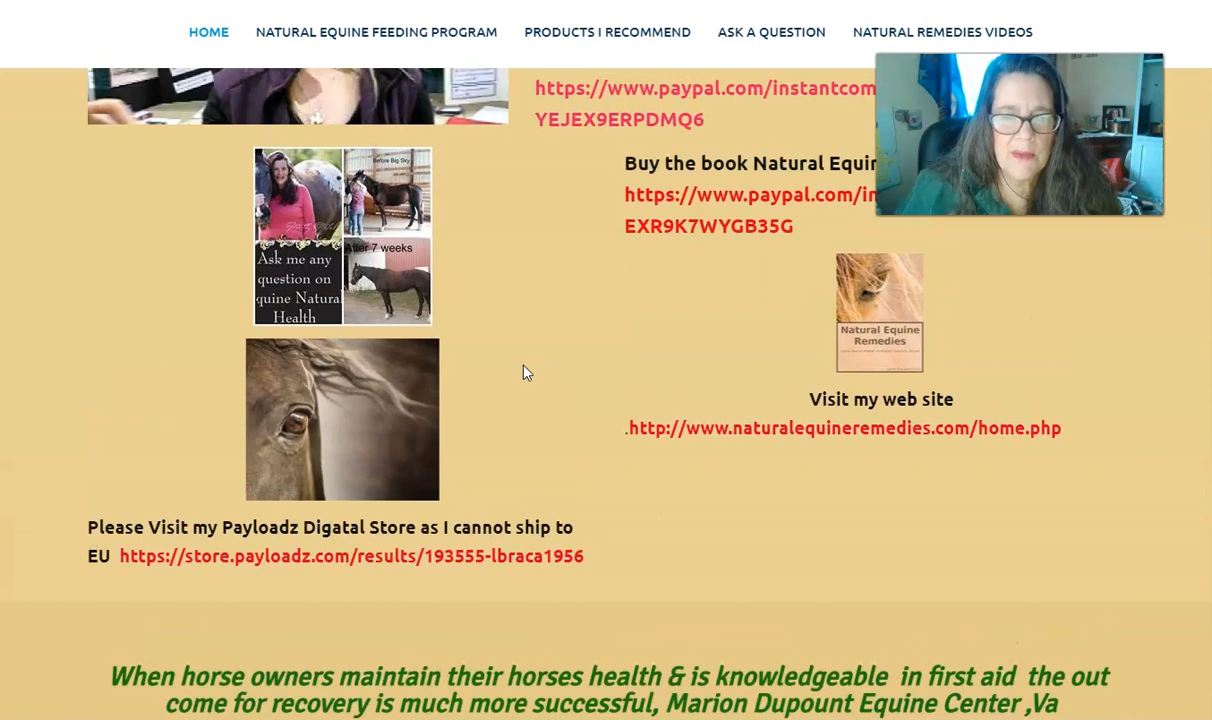 HOME NATURAL EQUINE FEEDING PROGRAM PRODUCTS I RECOMMEND ASK A QUESTION NATURAL REMEDIES VIDEOS
https://www.paypal.com/instantcom
YEJEX9ERPDMQ6
Buy the book Natural Equin
https://www.paypal.com/in
EXR9K7WYGB35G
Before Big Sky
After 7 weeks
Ask me any
question on
quine Natural
Health
Natural Equine
Remedies
Visit my web site
.http://www.naturalequineremedies.com/home.php
Please Visit my Payloadz Digatal Store as I cannot ship to
EU https://store.payloadz.com/results/193555-lbraca1956
When horse owners maintain their horses health & is knowledgeable in first aid the out
come for recovery is much more successful, Marion Dupount Equine Center ,Va